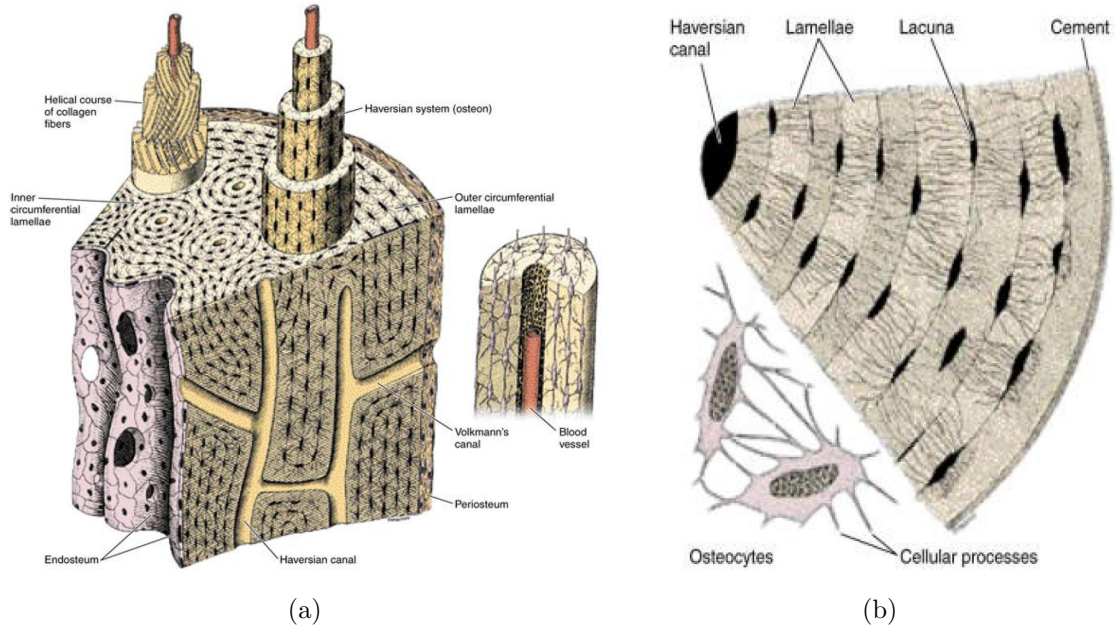 Helical course
of collagen
fibers
Haversian system (osteon)
Inner
circumferential
lamellae
Outer circumferential
lamellae
Volkmann's
canal
Blood
vessel
Periosteum
Endosteum
Haversian canal
(a)
Haversian
canal
Lamellae
Lacuna
Cement
Osteocytes
Cellular processes
(b)